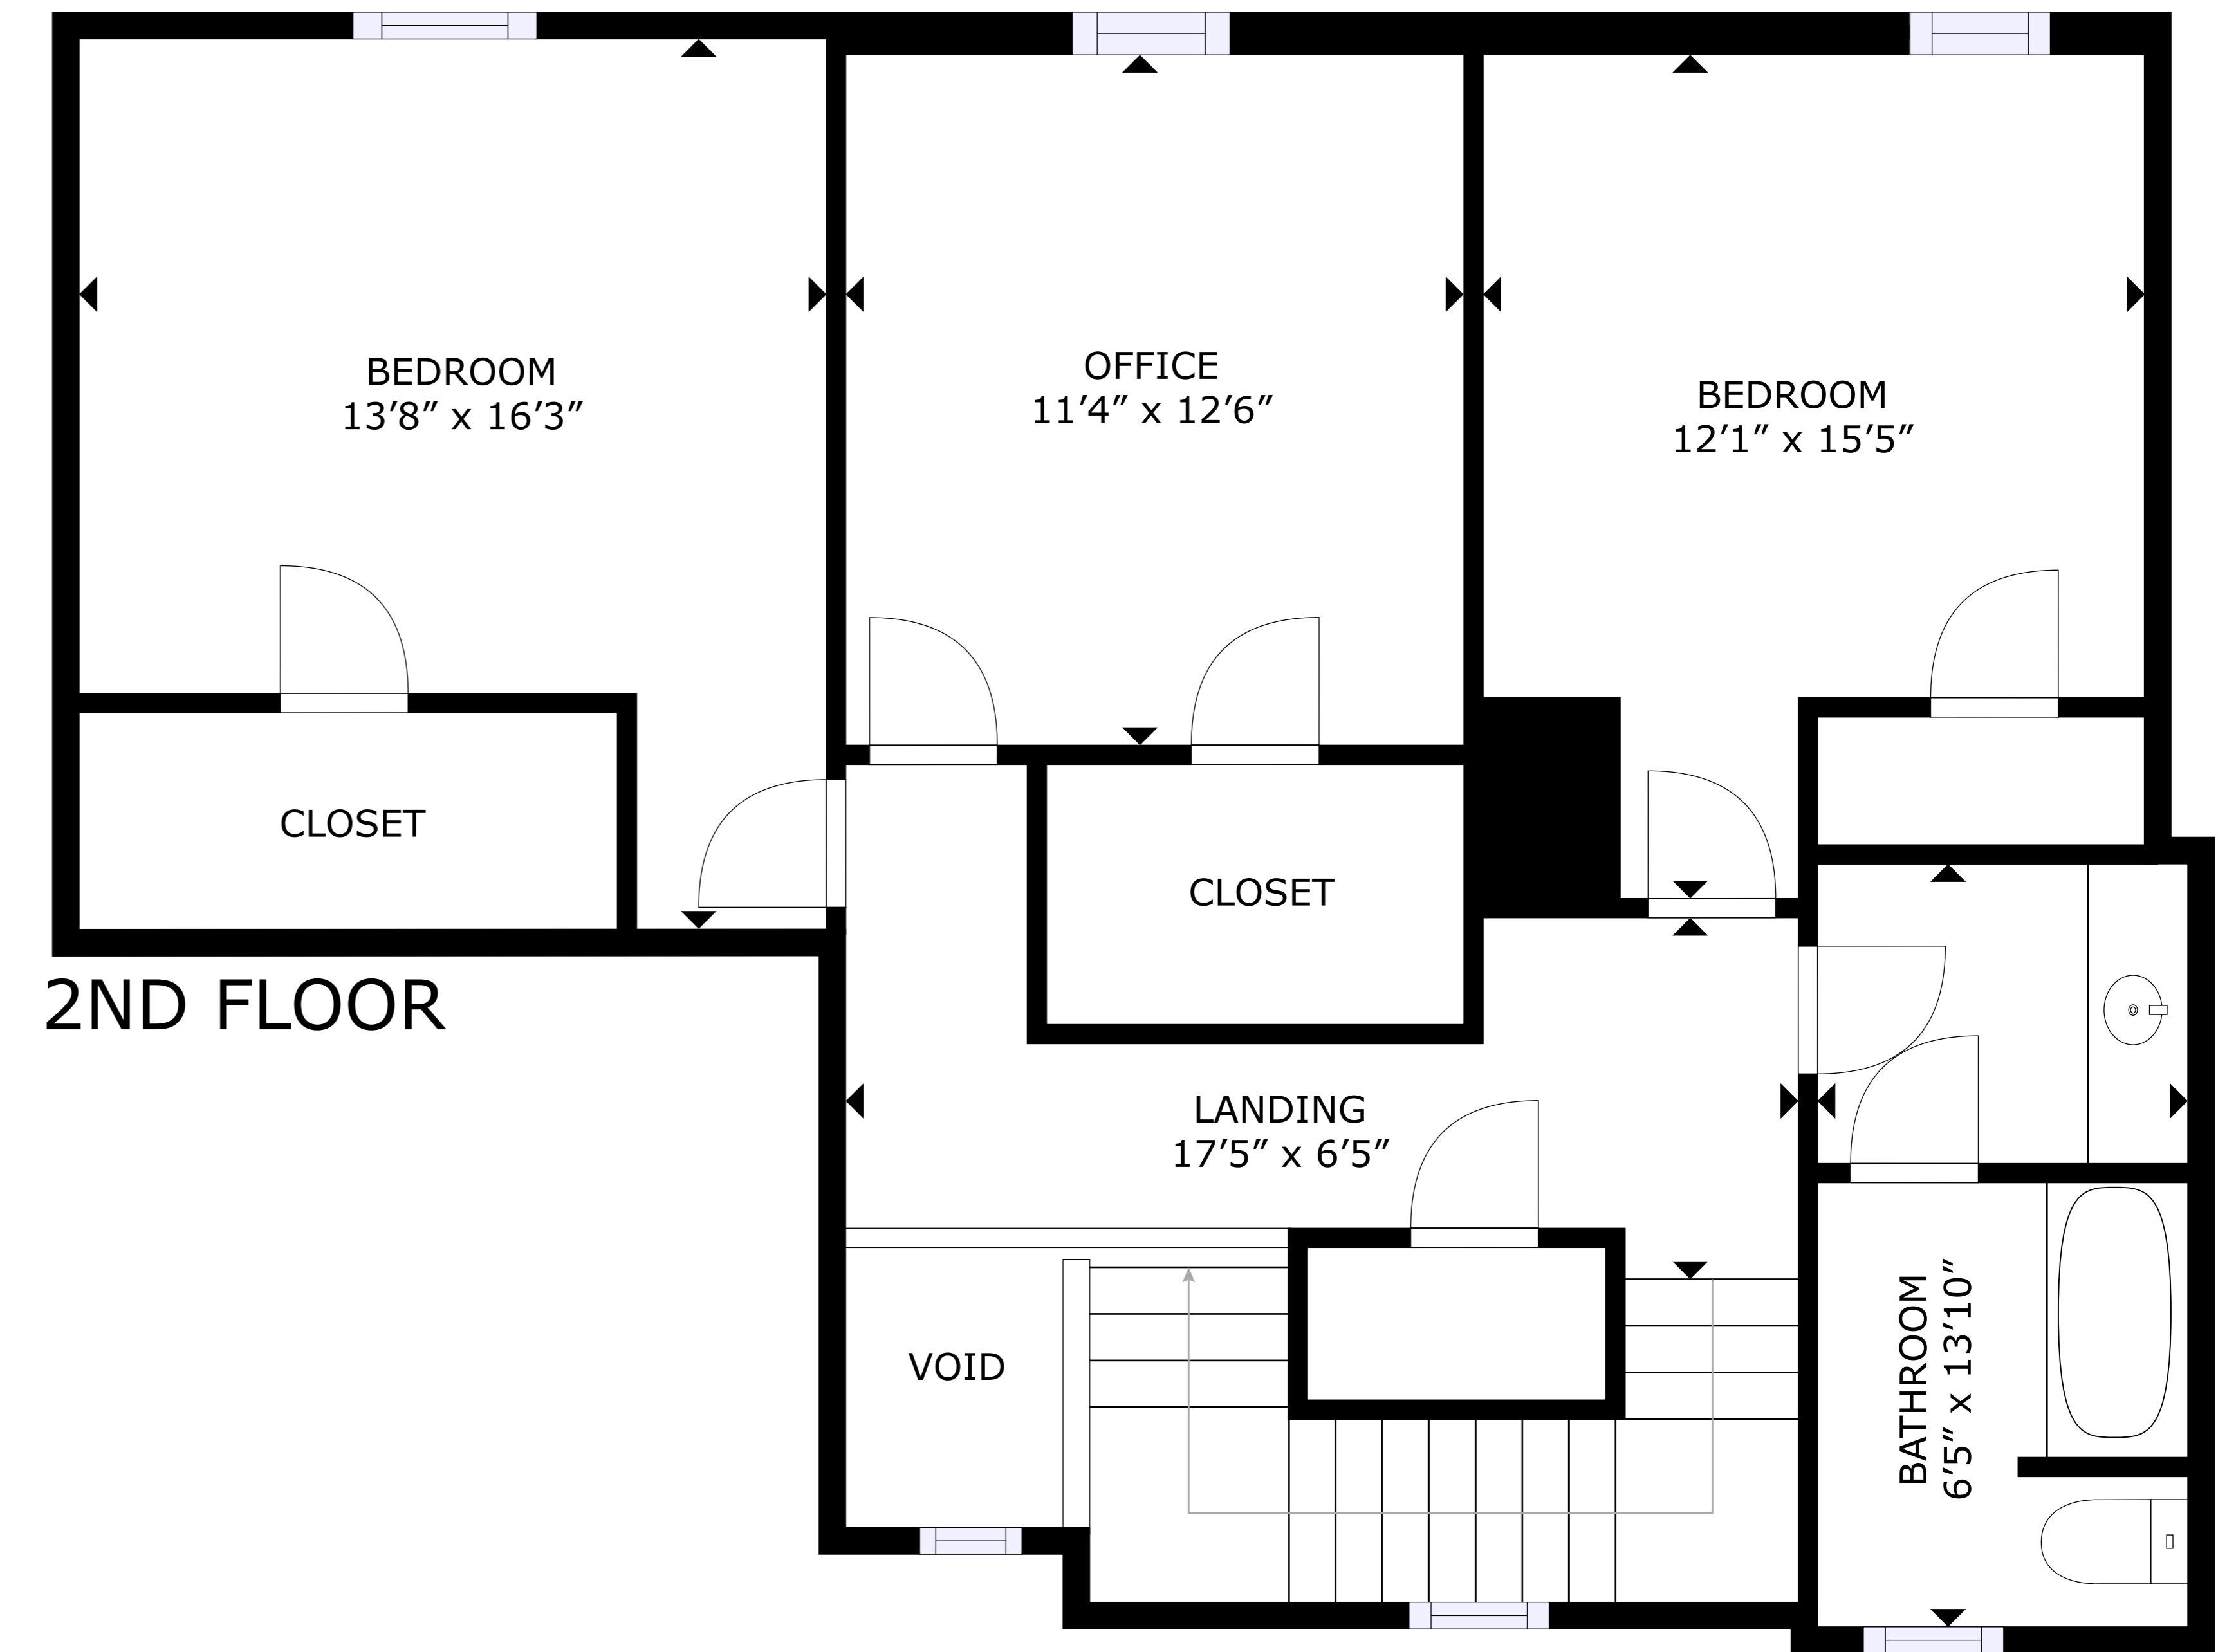 BEDROOM
13’8” x 16’3”
OFFICE
11’4” x 12’6”
BEDROOM
12’1” x 15’5”
CLOSET
CLOSET
2ND FLOOR
LANDING
17’5” x 6’5”
VOID
BATHROOM
6’5” x 13’10”